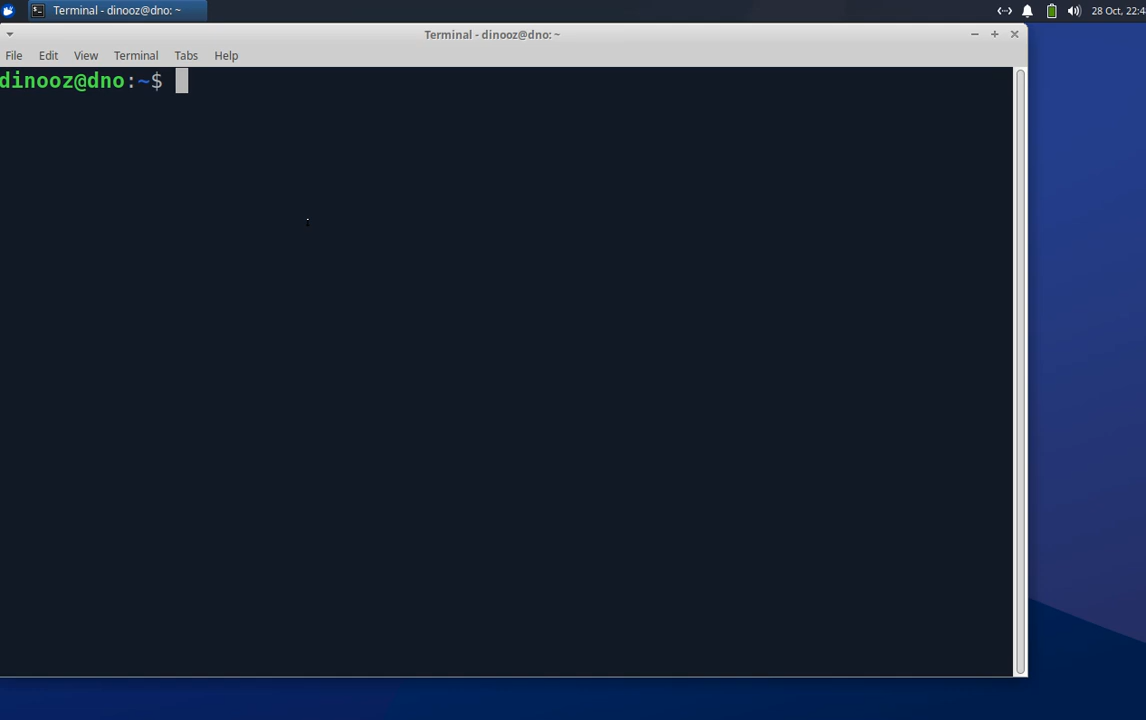 Terminal - dinooz@dno: ~
28 Oct, 22:4
Terminal - dinooz@dno: ~
File Edit View Terminal Tabs Help
dinooz@dno:~$